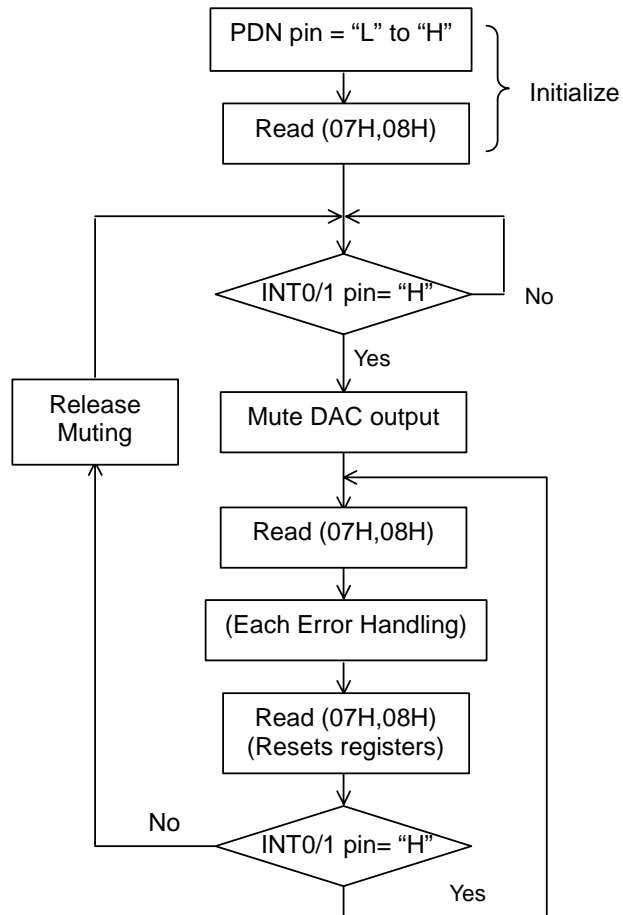 PDN pin = “L” to “H”
Initialize
Read (07H,08H)
INT0/1 pin= “H”
No
Yes
Release
Muting
Mute DAC output
Read (07H,08H)
(Each Error Handling)
Read (07H,08H)
(Resets registers)
No
INT0/1 pin= “H”
Yes